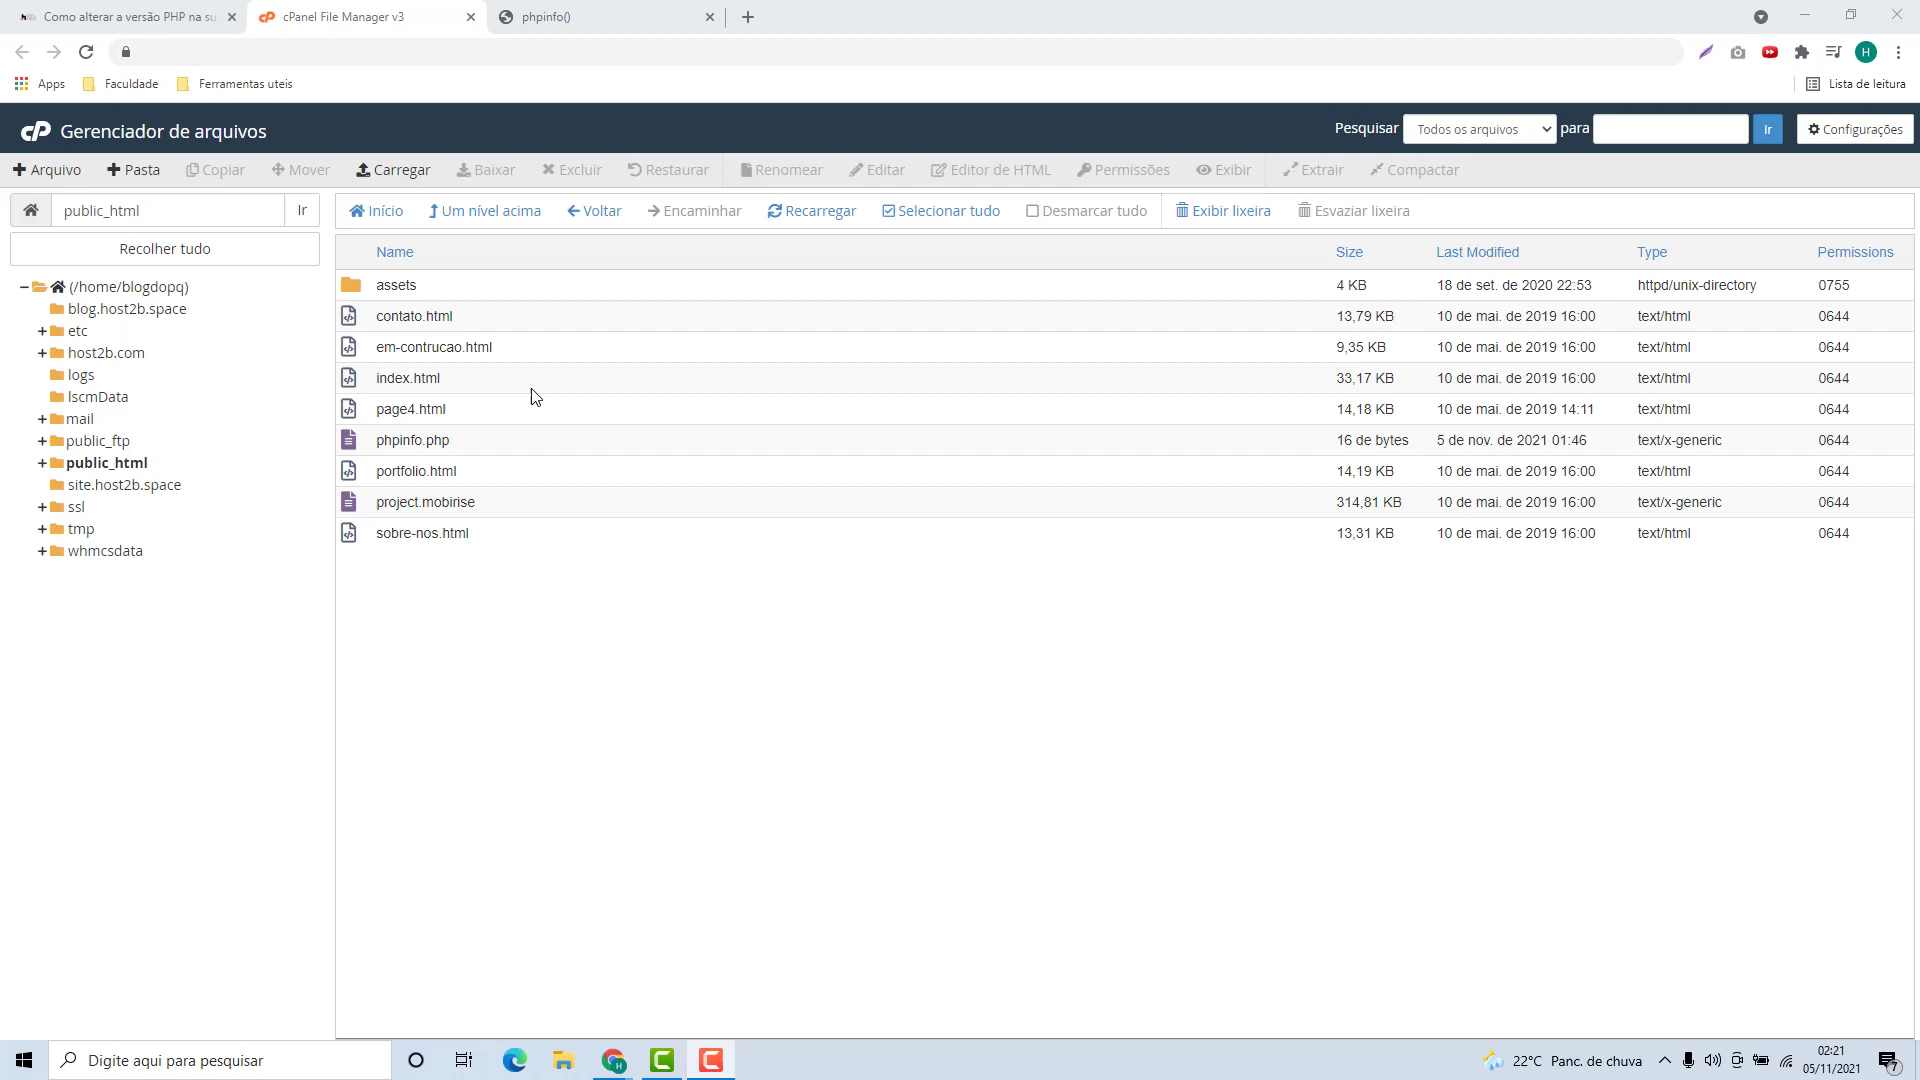 Como alterar a versão PHP na su
cPanel File Manager v3
phpinfo()
H
Apps
Faculdade
Ferramentas uteis
Lista de leitura
cP Gerenciador de arquivos
Pesquisar
Todos os arquivos
para
Ir
Configurações
Arquivo
Pasta
Copiar
Mover
Carregar
Baixar
Excluir
Restaurar
Renomear
Editar
Editor de HTML
Permissões
Exibir
Extrair
Compactar
public_html
Ir
Início
Um nível acima
Voltar
Encaminhar
Recarregar
Selecionar tudo
Desmarcar tudo
Exibir lixeira
Esvaziar lixeira
Recolher tudo
(/home/blogdopq)
blog.host2b.space
etc
host2b.com
logs
lscmData
mail
public_ftp
public_html
site.host2b.space
ssl
tmp
whmcsdata
Name Size Last Modified Type Permissions
assets 4 KB 18 de set. de 2020 22:53 httpd/unix-directory 0755
contato.html 13,79 KB 10 de mai. de 2019 16:00 text/html 0644
em-contrucao.html 9,35 KB 10 de mai. de 2019 16:00 text/html 0644
index.html 33,17 KB 10 de mai. de 2019 16:00 text/html 0644
page4.html 14,18 KB 10 de mai. de 2019 14:11 text/html 0644
phpinfo.php 16 de bytes 5 de nov. de 2021 01:46 text/x-generic 0644
portfolio.html 14,19 KB 10 de mai. de 2019 16:00 text/html 0644
project.mobirise 314,81 KB 10 de mai. de 2019 16:00 text/x-generic 0644
sobre-nos.html 13,31 KB 10 de mai. de 2019 16:00 text/html 0644
Digite aqui para pesquisar
22°C Panc. de chuva
02:21
05/11/2021
7